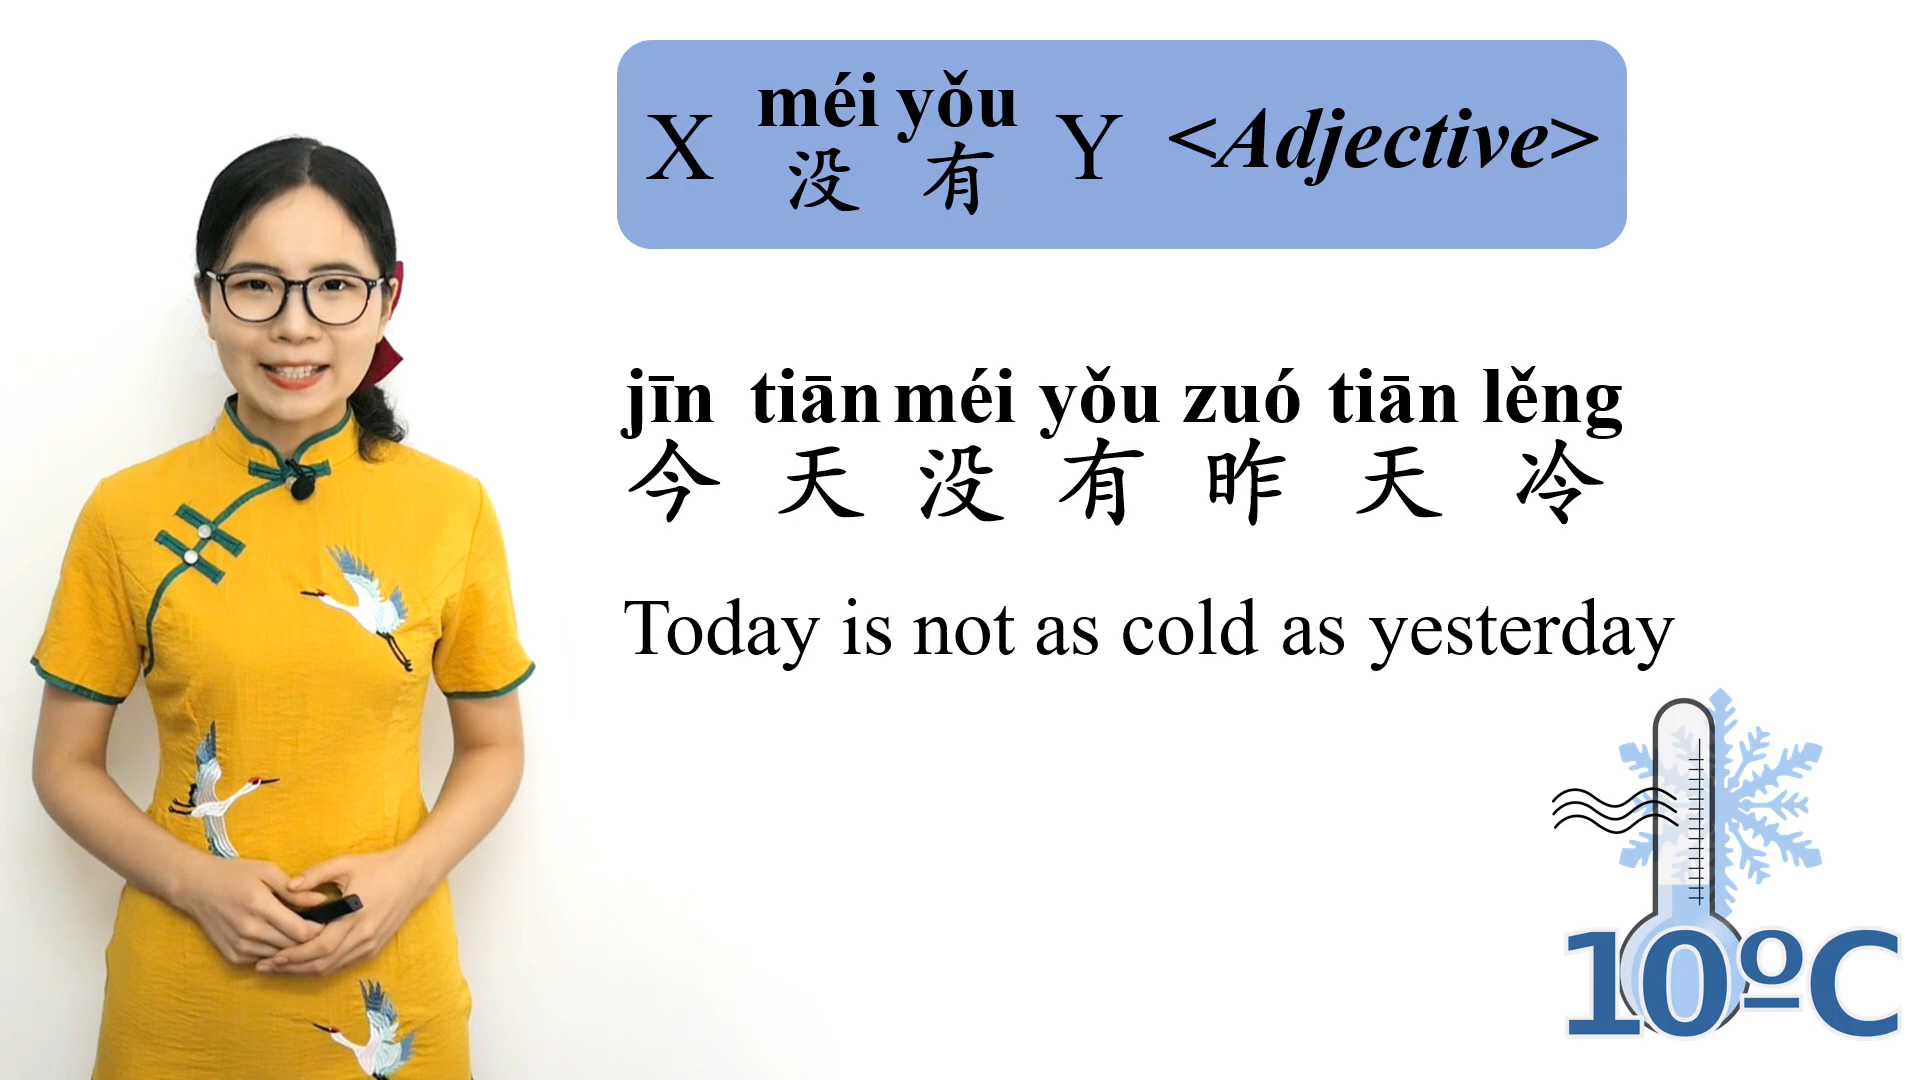 X méi yǒu Y <Adjective>
没 有
jīn tiān méi yǒu zuó tiān lěng
今 天 没 有 昨 天 冷
Today is not as cold as yesterday
10ºC